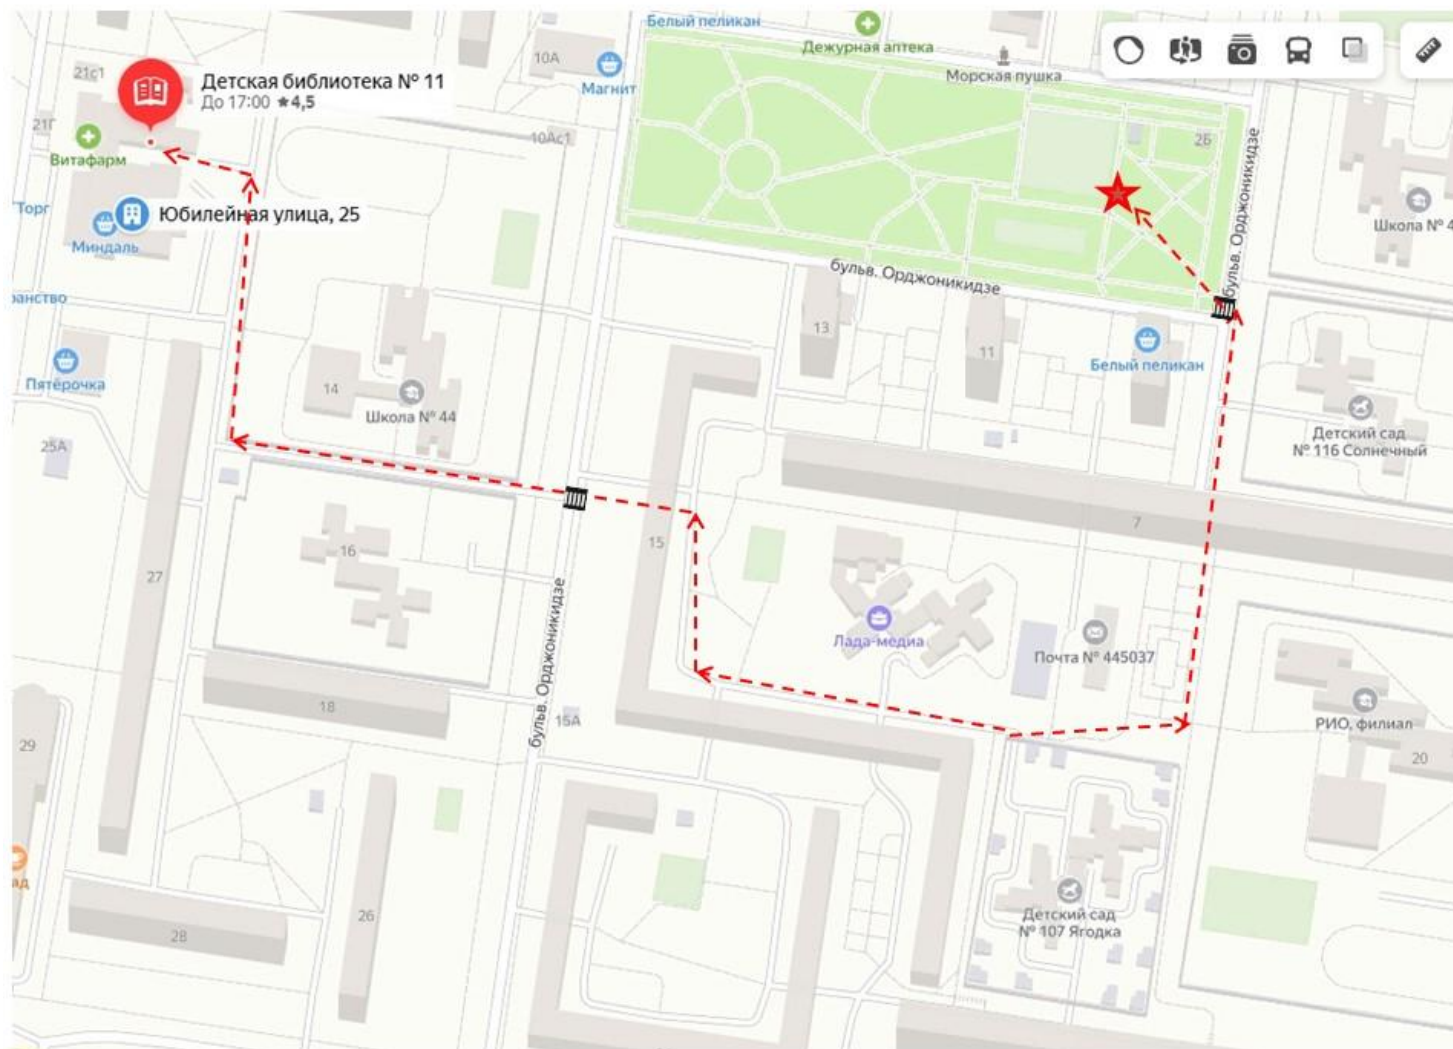 Белый пеликан
Дежурная аптека
Морская пушка
10А
Магнит
21с1
Детская библиотека № 11
До 17:00 ★4,5
21Г
Витафарм
10Ас1
2Б
бульв. Орджоникидзе
Школа № 4
Торг
Юбилейная улица, 25
Миндаль
бульв. Орджоникидзе
ранство
13
11
Белый пеликан
Пятёрочка
14
Школа № 44
Детский сад
№ 116 Солнечный
25А
7
15
16
27
бульв. Орджоникидзе
Лада-медиа
Почта № 445037
18
15А
РИО, филиал
20
29
ад
26
28
Детский сад
№ 107 Ягодка